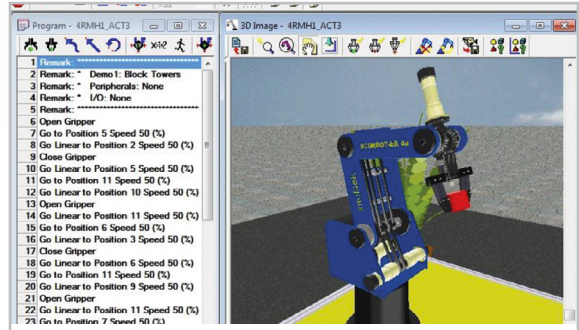 Program - 4RMH1_ACT3
1 Remark: ****************************************
2 Remark: * Demo1: Block Towers
3 Remark: * Peripherals: None
4 Remark: * I/O: None
5 Remark: ****************************************
6 Open Gripper
7 Go to Position 5 Speed 50 (%)
8 Go Linear to Position 2 Speed 50 (%)
9 Close Gripper
10 Go Linear to Position 5 Speed 50 (%)
11 Go to Position 11 Speed 50 (%)
12 Go Linear to Position 10 Speed 50 (%)
13 Open Gripper
14 Go Linear to Position 11 Speed 50 (%)
15 Go to Position 6 Speed 50 (%)
16 Go Linear to Position 3 Speed 50 (%)
17 Close Gripper
18 Go Linear to Position 6 Speed 50 (%)
19 Go to Position 11 Speed 50 (%)
20 Go Linear to Position 9 Speed 50 (%)
21 Open Gripper
22 Go Linear to Position 11 Speed 50 (%)
23 Go to Position 7 Speed 50 (%)
3D Image - 4RMH1_ACT3